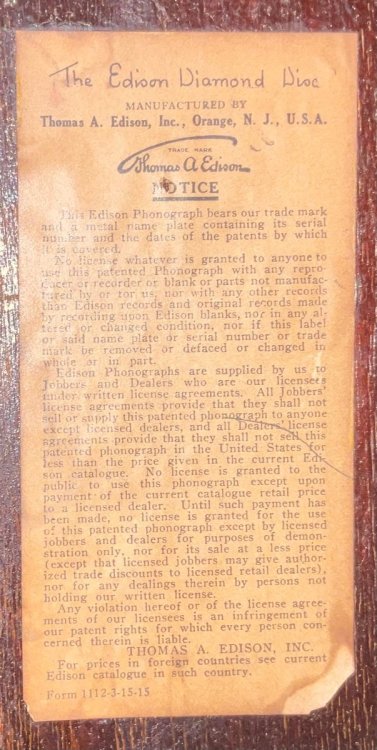 The Edison Diamond Disc
MANUFACTURED BY
Thomas A. Edison, Inc., Orange, N. J., U.S.A.
TRADE MARK
Thomas A Edison
NOTICE
This Edison Phonograph bears our trade mark
and a metal name plate containing its serial
number and the dates of the patents by which
it is covered.
No license whatever is granted to anyone to
use this patented Phonograph with any repro-
ducer or recorder or blank or parts not manufac-
tured by or for us, nor with any other records
than Edison records and original records made
by recording upon Edison blanks, nor in any al-
tered or changed condition, nor if this label
or said name plate or serial number or trade
mark be removed or defaced or changed in
whole or in part.
Edison Phonographs are supplied by us to
Jobbers and Dealers who are our licensees
under written license agreements. All Jobbers'
license agreements provide that they shall not
sell or supply this patented phonograph to anyone
except licensed dealers, and all Dealers' license
agreements provide that they shall not sell this
patented phonograph in the United States for
less than the price given in the current Edi-
son catalogue. No license is granted to the
public to use this phonograph except upon
payment of the current catalogue retail price
to a licensed dealer. Until such payment has
been made, no license is granted for the use
of this patented phonograph except by licensed
jobbers and dealers for purposes of demon-
stration only, nor for its sale at a less price
(except that licensed jobbers may give author-
ized trade discounts to licensed retail dealers),
nor for any dealings therein by persons not
holding our written license.
Any violation hereof or of the license agree-
ments of our licensees is an infringement of
our patent rights for which every person con-
cerned therein is liable.
THOMAS A. EDISON, INC.
For prices in foreign countries see current
Edison catalogue in such country.
Form 1112-3-15-15